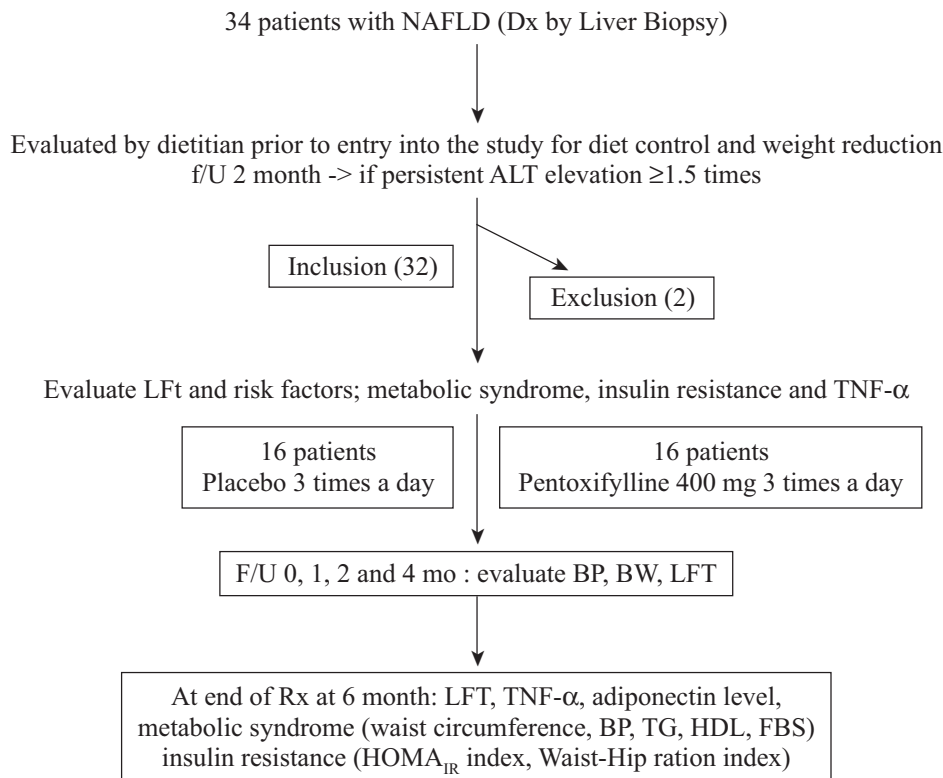 34 patients with NAFLD (Dx by Liver Biopsy)
Evaluated by dietitian prior to entry into the study for diet control and weight reduction
f/U 2 month -> if persistent ALT elevation ≥1.5 times
Inclusion (32)
Exclusion (2)
Evaluate LFt and risk factors; metabolic syndrome, insulin resistance and TNF-α
16 patients
Placebo 3 times a day
16 patients
Pentoxifylline 400 mg 3 times a day
F/U 0, 1, 2 and 4 mo : evaluate BP, BW, LFT
At end of Rx at 6 month: LFT, TNF-α, adiponectin level,
metabolic syndrome (waist circumference, BP, TG, HDL, FBS)
insulin resistance (HOMA_IR index, Waist-Hip ration index)